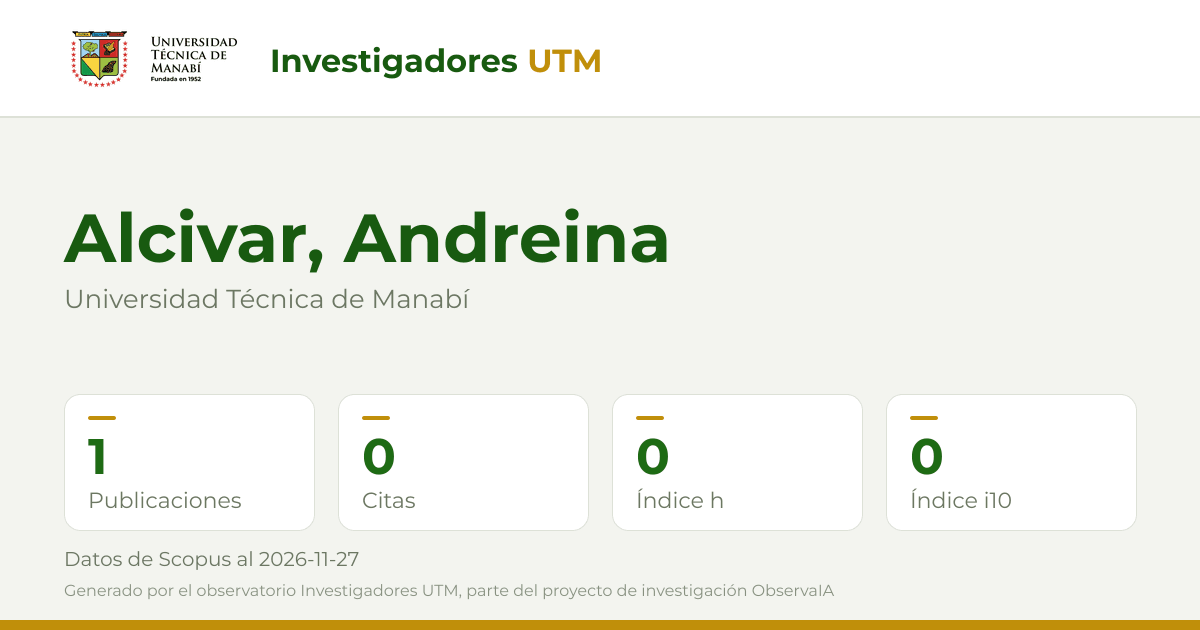 UNIVERSIDAD
TÉCNICA DE
MANABÍ
Fundada en 1952
Investigadores UTM
Alcivar, Andreina
Universidad Técnica de Manabí
1
Publicaciones
0
Citas
0
Índice h
0
Índice i10
Datos de Scopus al 2026-11-27
Generado por el observatorio Investigadores UTM, parte del proyecto de investigación ObservaIA